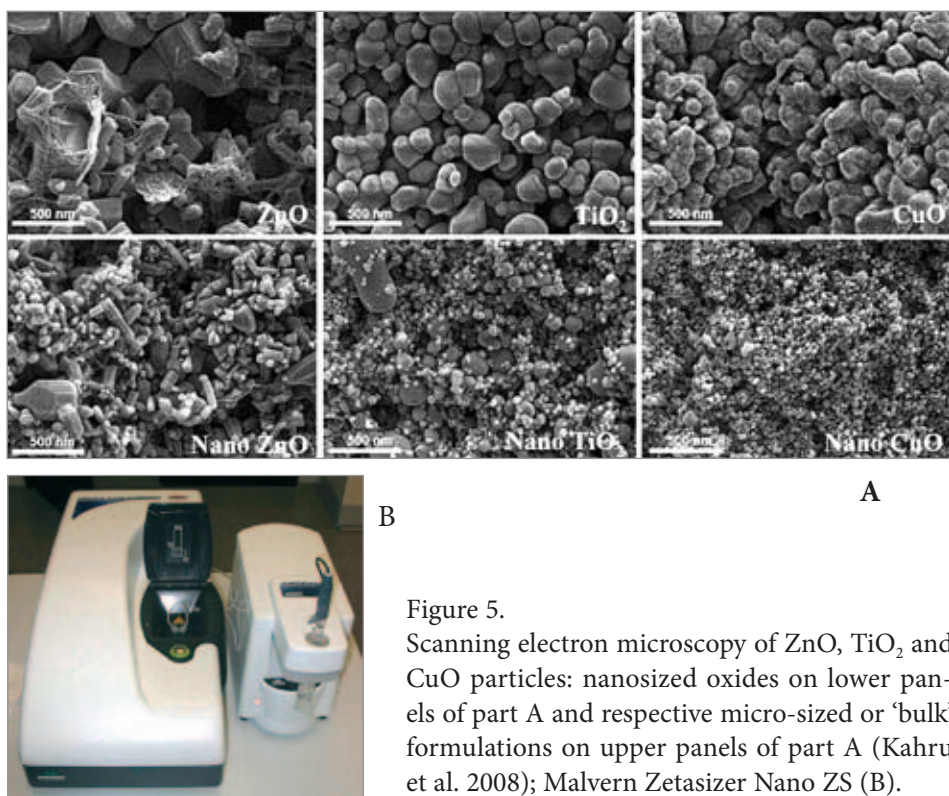 500 nm ZnO
500 nm TiO₂
500 nm CuO
500 nm Nano ZnO
500 nm Nano TiO₂
500 nm Nano CuO
A
B
Figure 5.
Scanning electron microscopy of ZnO, TiO₂ and
CuO particles: nanosized oxides on lower pan-
els of part A and respective micro-sized or ‘bulk’
formulations on upper panels of part A (Kahru
et al. 2008); Malvern Zetasizer Nano ZS (B).